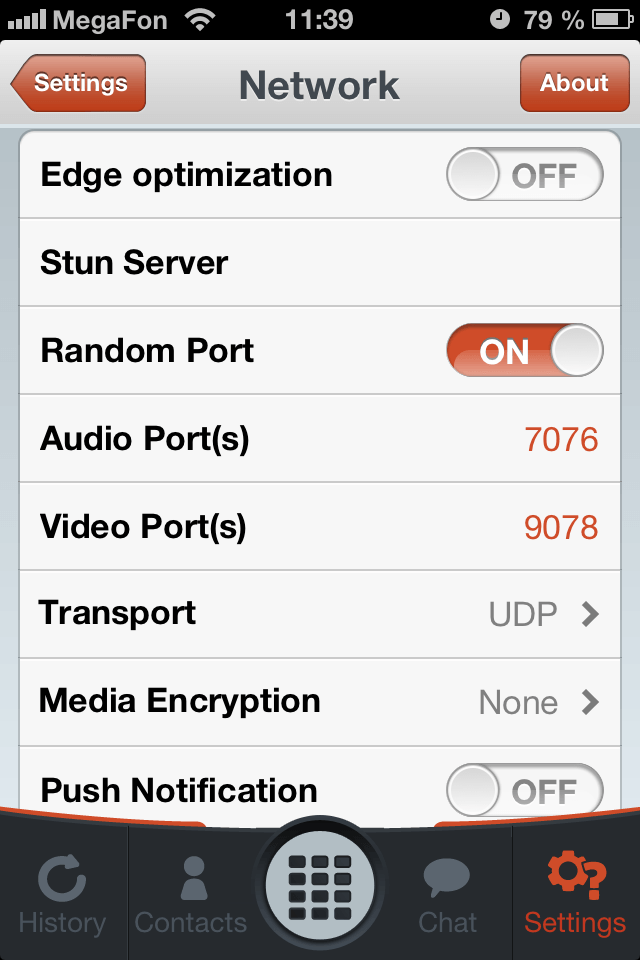 MegaFon 11:39 79 %
Settings Network About
Edge optimization OFF
Stun Server
Random Port ON
Audio Port(s) 7076
Video Port(s) 9078
Transport UDP
Media Encryption None
Push Notification OFF
History Contacts Chat Settings